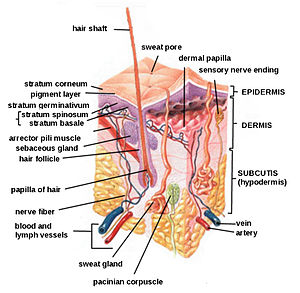 hair shaft
sweat pore
dermal papilla
sensory nerve ending
stratum corneum
pigment layer
EPIDERMIS
stratum germinativum
stratum spinosum
stratum basale
DERMIS
arrector pili muscle
sebaceous gland
hair follicle
SUBCUTIS
(hypodermis)
papilla of hair
nerve fiber
vein
blood and
lymph vessels
artery
sweat gland
pacinian corpuscle